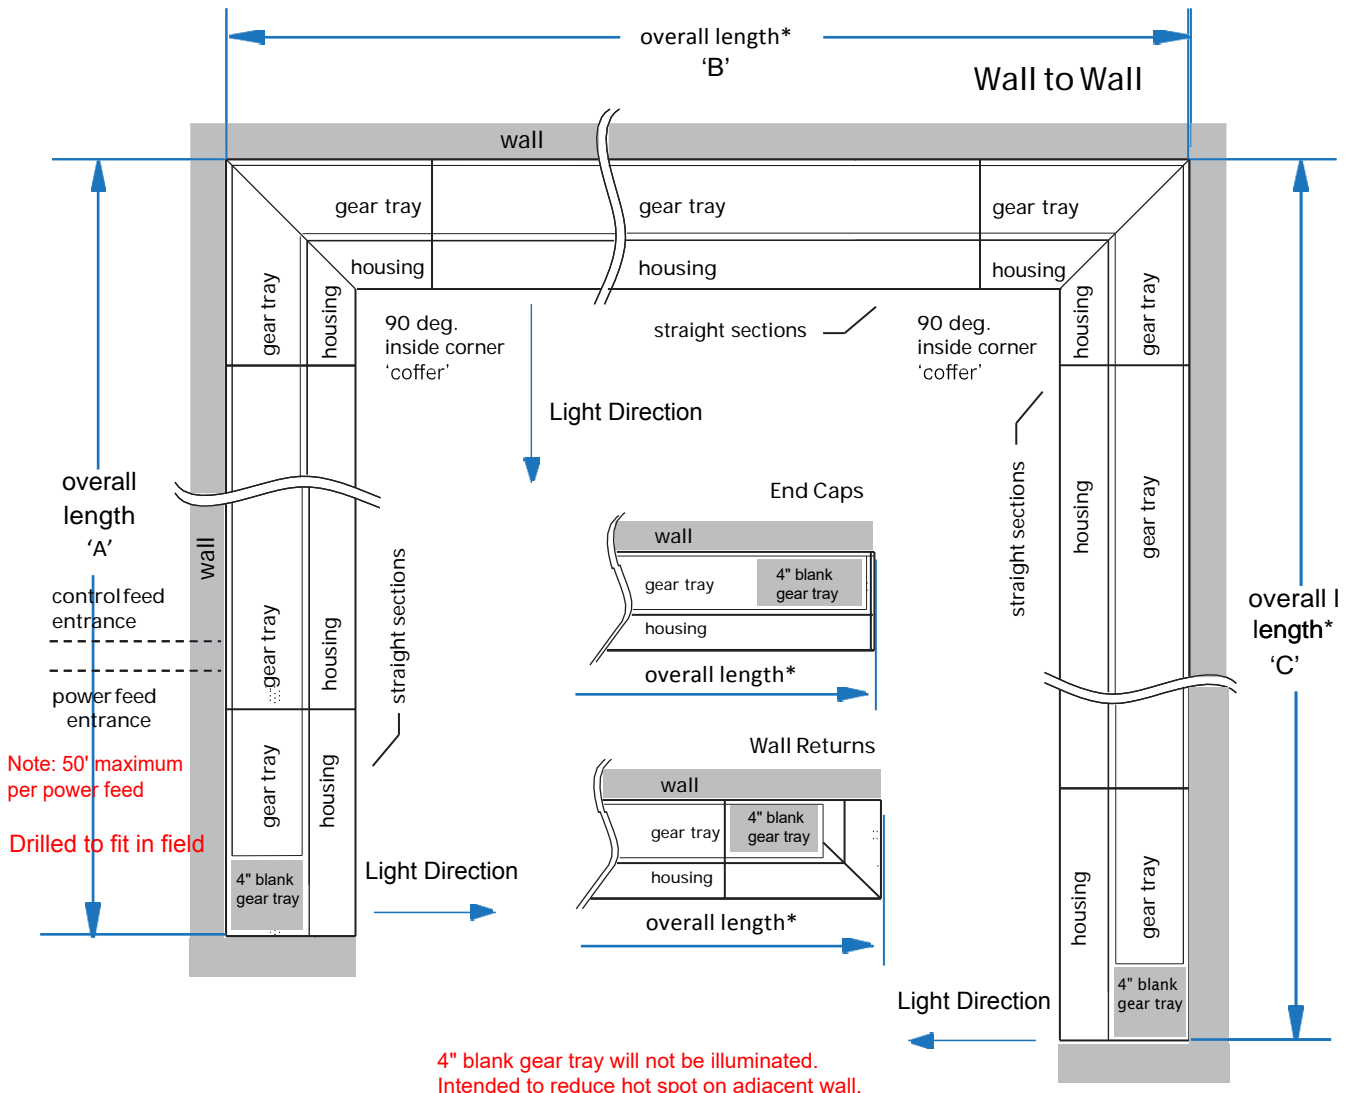 overall length*
'B'
Wall to Wall
wall
gear tray
gear tray
gear tray
housing
housing
housing
gear tray
housing
housing
gear tray
90 deg.
inside corner
'coffer'
straight sections
90 deg.
inside corner
'coffer'
Light Direction
overall
length
'A'
wall
control feed
entrance
power feed
entrance
Note: 50' maximum
per power feed
Drilled to fit in field
gear tray
housing
straight sections
gear tray
housing
4" blank
gear tray
Light Direction
End Caps
wall
gear tray
4" blank
gear tray
housing
overall length*
Wall Returns
wall
gear tray
4" blank
gear tray
housing
overall length*
straight sections
housing
gear tray
overall l
length*
'C'
housing
gear tray
4" blank
gear tray
Light Direction
4" blank gear tray will not be illuminated.
Intended to reduce hot spot on adjacent wall.